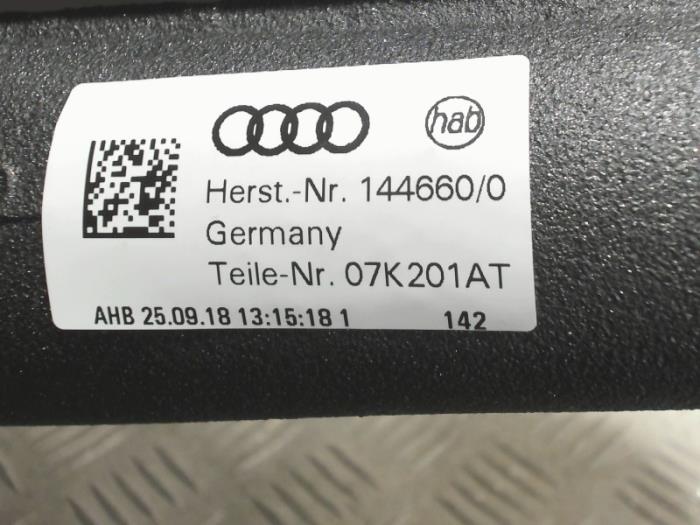 hab
Herst.-Nr. 144660/0
Germany
Teile-Nr. 07K201AT
AHB 25.09.18 13:15:18 1 142